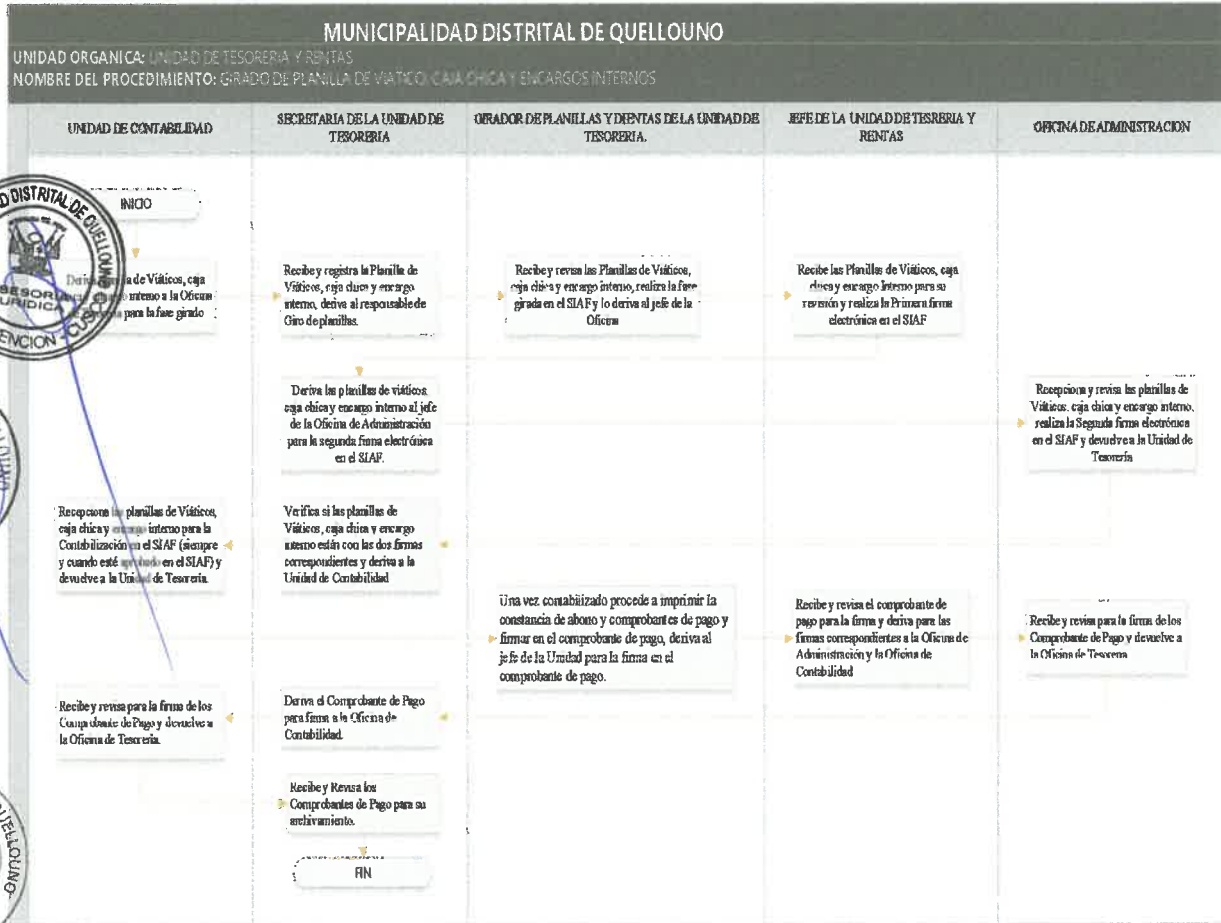 MUNICIPALIDAD DISTRITAL DE QUELLOUNO
UNIDAD ORGANICA: UNIDAD DE TESORERIA Y RENTAS
NOMBRE DEL PROCEDIMIENTO: GIRADO DE PLANILLA DE VIATICO, CAJA CHICA Y ENCARGOS INTERNOS
UNIDAD DE CONTABILIDAD
SECRETARIA DE LA UNIDAD DE
TESORERIA
GIRADOR DE PLANILLAS Y DIENTAS DE LA UNIDAD DE
TESORERIA.
JEFE DE LA UNIDAD DE TESRERIA Y
RENTAS
OFICINA DE ADMINISTRACION
INICIO
de Viáticos, caja
interno a la Oficina
para la fase girado
Recibe y registra la Planilla de
Viáticos, caja chica y encargo
interno, deriva al responsable de
Giro de planillas.
Recibe y revisa las Planillas de Viáticos,
caja chica y encargo interno, realiza la fase
girada en el SIAF y lo deriva al jefe de la
Oficina
Recibe las Planillas de Viáticos, caja
chica y encargo Interno para su
revisión y realiza la Primera firma
electrónica en el SIAF
Deriva las planillas de viáticos,
caja chica y encargo interno al jefe
de la Oficina de Administración
para la segunda firma electrónica
en el SIAF.
Recepciona y revisa las planillas de
Viáticos, caja chica y encargo interno,
realiza la Segunda firma electrónica
en el SIAF y devuelve a la Unidad de
Tesorería
Recepciona las planillas de Viáticos,
caja chica y encargo interno para la
Contabilización en el SIAF (siempre
y cuando esté aprobado en el SIAF) y
devuelve a la Unidad de Tesorería.
Verifica si las planillas de
Viáticos, caja chica y encargo
interno están con las dos firmas
correspondientes y deriva a la
Unidad de Contabilidad
Una vez contabilizado procede a imprimir la
constancia de abono y comprobantes de pago y
firmar en el comprobante de pago, deriva al
jefe de la Unidad para la firma en el
comprobante de pago.
Recibe y revisa el comprobante de
pago para la firma y deriva para las
firmas correspondientes a la Oficina de
Administración y la Oficina de
Contabilidad
Recibe y revisa para la firma de los
Comprobante de Pago y devuelve a
la Oficina de Tesorería
Recibe y revisa para la firma de los
Comprobante de Pago y devuelve a
la Oficina de Tesorería.
Deriva el Comprobante de Pago
para firma a la Oficina de
Contabilidad.
Recibe y Revisa los
Comprobantes de Pago para su
archivamiento.
FIN
DISTRITAL DE QUELLOUNO
CUSCO
QUELLOUNO